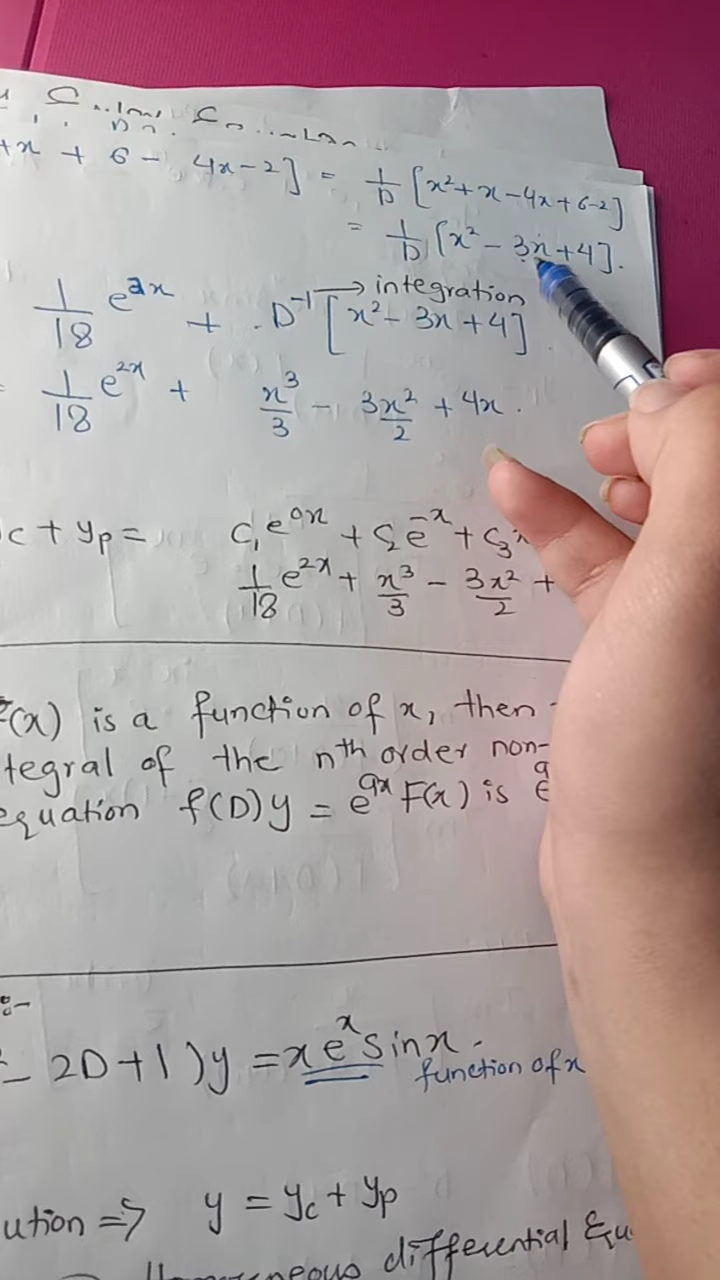 +x + 6 - 4x-2] = 1/D [x²+x-4x+6-2]
= 1/D [x² - 3x+4].
1/18 e^2x + D^-1 → integration [x² - 3x + 4]
= 1/18 e^2x + x³/3 - 3x²/2 + 4x.
c + yp = C₁e^0x + C₂e^-x + C₃
1/18 e^2x + x³/3 - 3x²/2 +
(x) is a function of x, then
tegral of the nth order non-
equation f(D)y = e^ax F(x) is e^a
:-
- 2D+1)y = xe^x sinx.
function of x
ution => y = yc + yp
differential Equ